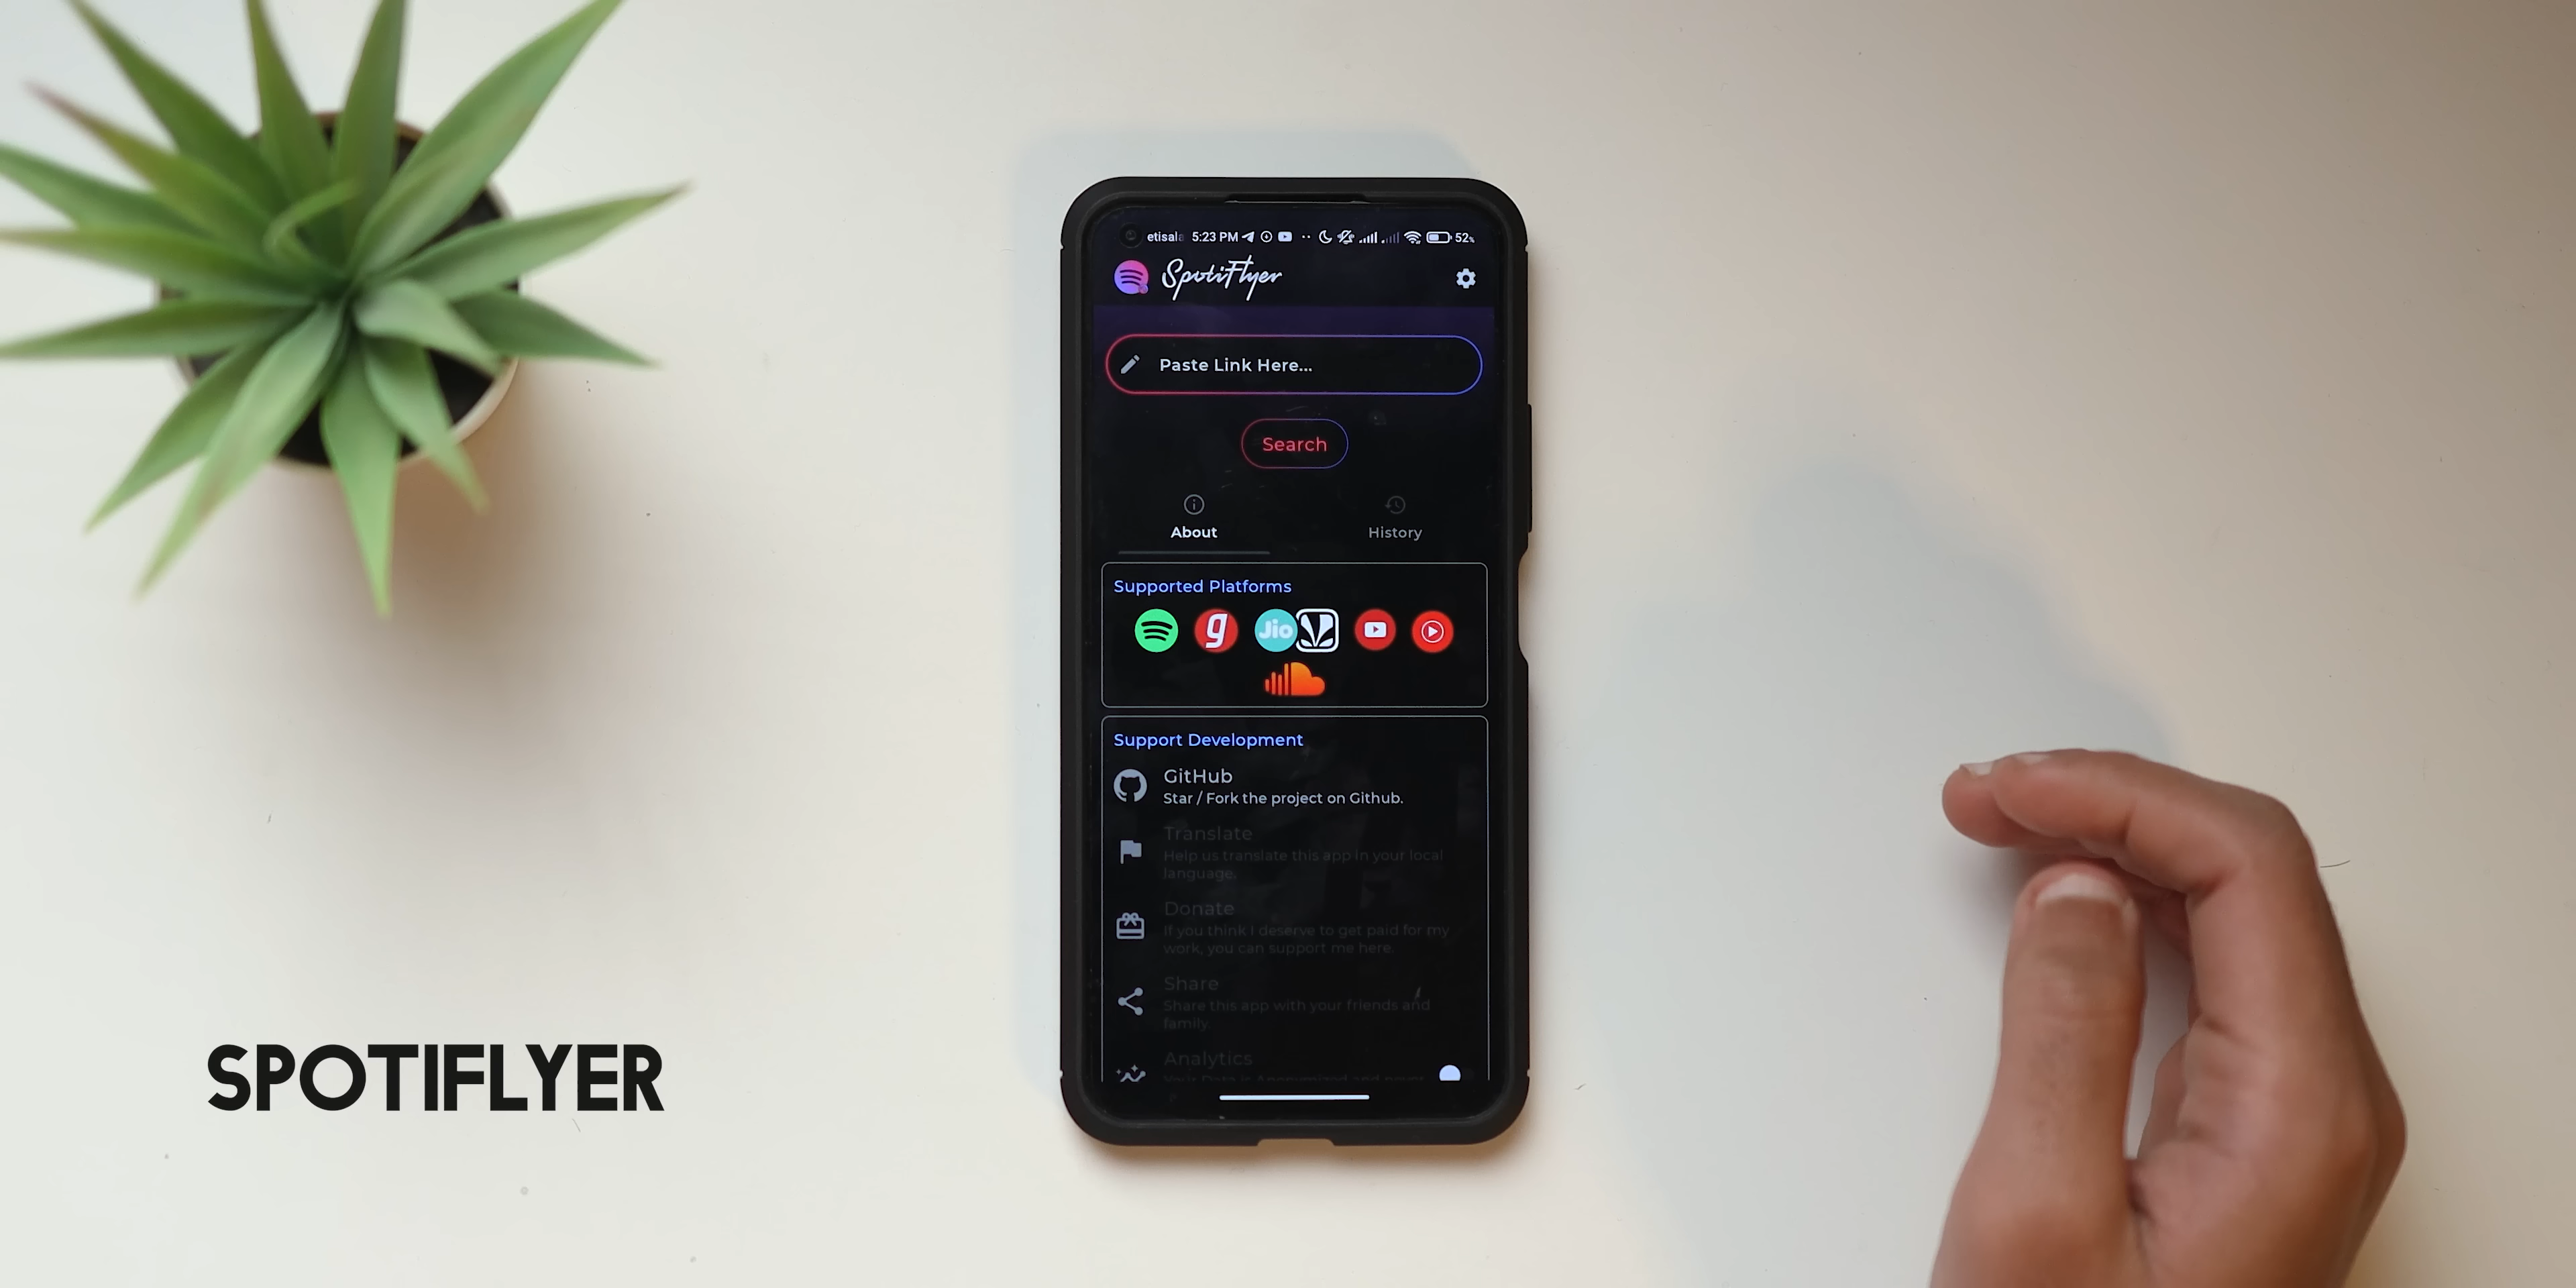 etisala 5:23 PM 52%
SpotiFlyer
Paste Link Here...
Search
About History
Supported Platforms
g Jio
Support Development
GitHub
Star / Fork the project on Github.
Translate
Help us translate this app in your local
language.
Donate
If you think I deserve to get paid for my
work, you can support me here.
Share
Share this app with your friends and
family.
Analytics
SPOTIFLYER